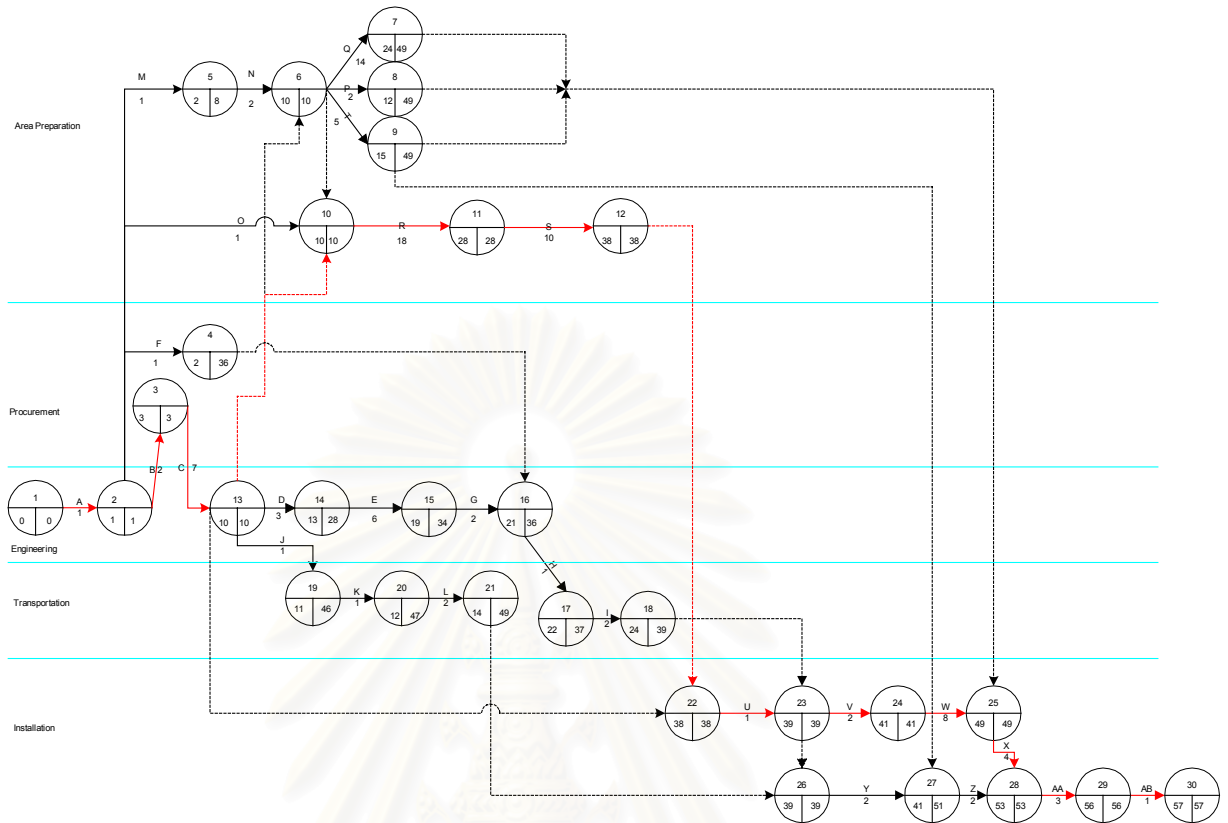 7
Q
24 49
14
M
5
N
6
8
P
1
2 8
2
10 10
2
12 49
Area Preparation
T
5
9
15 49
10
11
12
O
R
S
1
10 10
18
28 28
10
38 38
4
F
1
2 36
3
3 3
Procurement
B 2
C 7
1
2
13
14
15
16
A
D
E
G
1
0 0
1 1
10 10
3
13 28
6
19 34
2
21 36
Engineering
J
1
H
1
19
20
21
K
L
Transportation
11 46
1
12 47
2
14 49
17
18
I
22 37
2
24 39
22
23
24
25
U
V
W
Installation
38 38
1
39 39
2
41 41
8
49 49
X
4
26
27
28
29
30
Y
Z
AA
AB
39 39
2
41 51
2
53 53
3
56 56
1
57 57